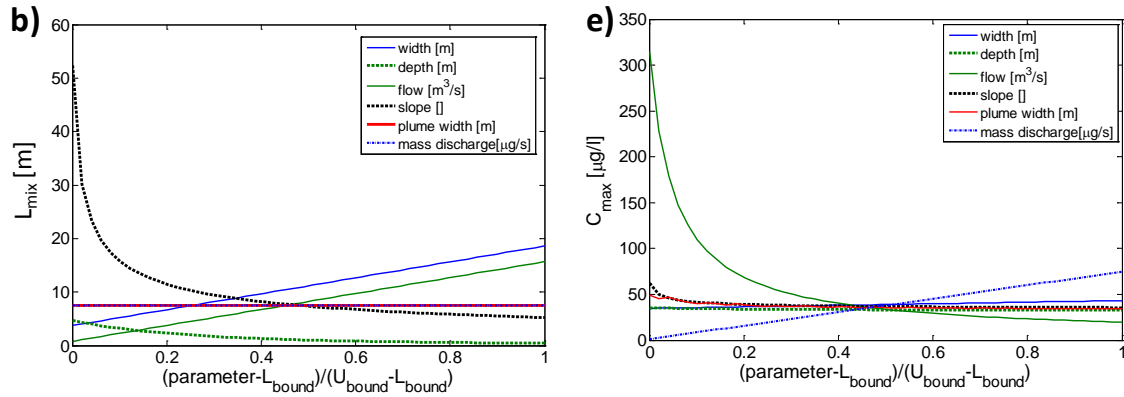 b)
60
50
40
30
20
10
0
L_mix [m]
width [m]
depth [m]
flow [m³/s]
slope []
plume width [m]
mass discharge[µg/s]
0 0.2 0.4 0.6 0.8 1
(parameter-L_bound)/(U_bound-L_bound)
e)
350
300
250
200
150
100
50
0
C_max [µg/l]
width [m]
depth [m]
flow [m³/s]
slope []
plume width [m]
mass discharge[µg/s]
0 0.2 0.4 0.6 0.8 1
(parameter-L_bound)/(U_bound-L_bound)